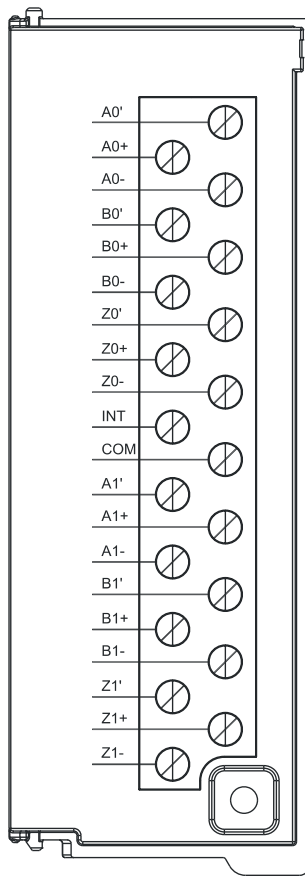 A0'
A0+
A0-
B0'
B0+
B0-
Z0'
Z0+
Z0-
INT
COM
A1'
A1+
A1-
B1'
B1+
B1-
Z1'
Z1+
Z1-